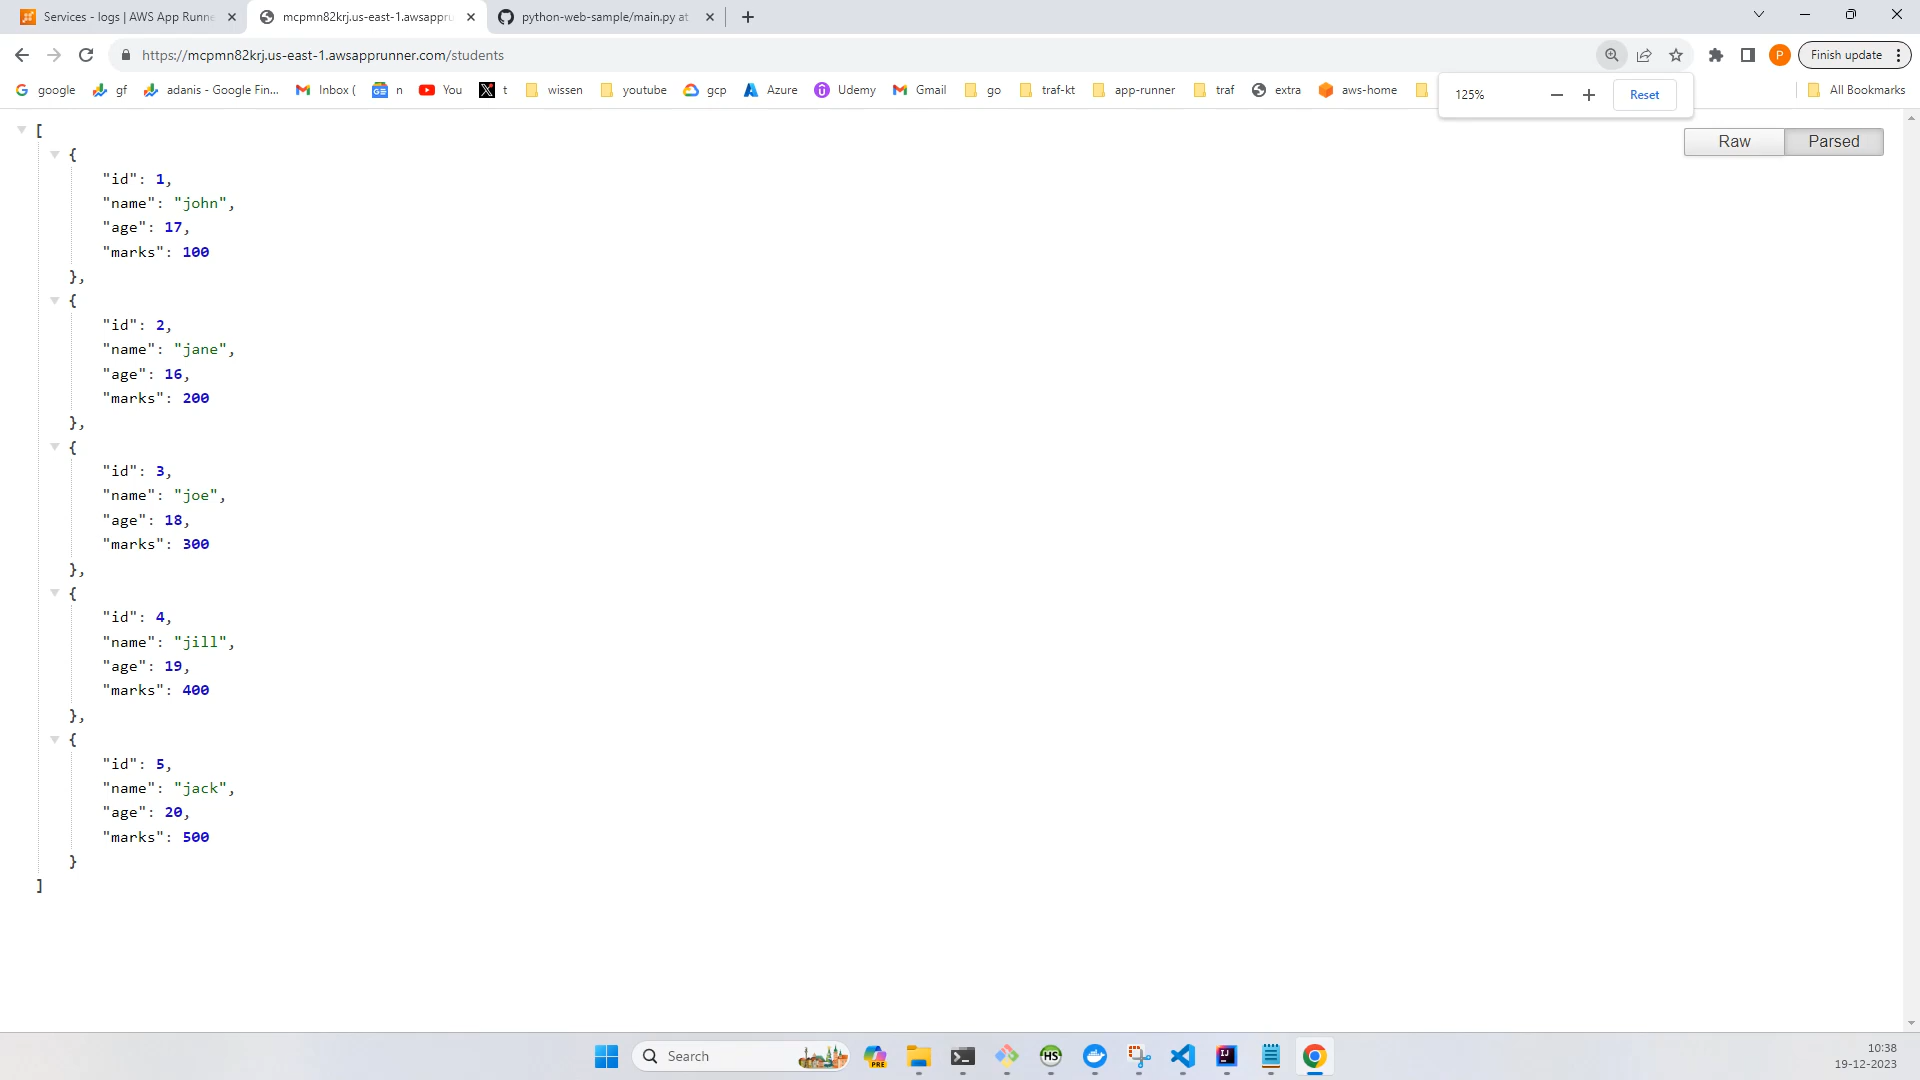 Services - logs | AWS App Runne
mcpmn82krj.us-east-1.awsappru
python-web-sample/main.py at
https://mcpmn82krj.us-east-1.awsapprunner.com/students
P
Finish update
google
gf
adanis - Google Fin...
Inbox (
n
You
t
wissen
youtube
gcp
Azure
Udemy
Gmail
go
traf-kt
app-runner
traf
extra
aws-home
All Bookmarks
125%
Reset
Raw
Parsed
[
{
"id": 1,
"name": "john",
"age": 17,
"marks": 100
},
{
"id": 2,
"name": "jane",
"age": 16,
"marks": 200
},
{
"id": 3,
"name": "joe",
"age": 18,
"marks": 300
},
{
"id": 4,
"name": "jill",
"age": 19,
"marks": 400
},
{
"id": 5,
"name": "jack",
"age": 20,
"marks": 500
}
]
Search
PRE
HS
IJ
10:38
19-12-2023